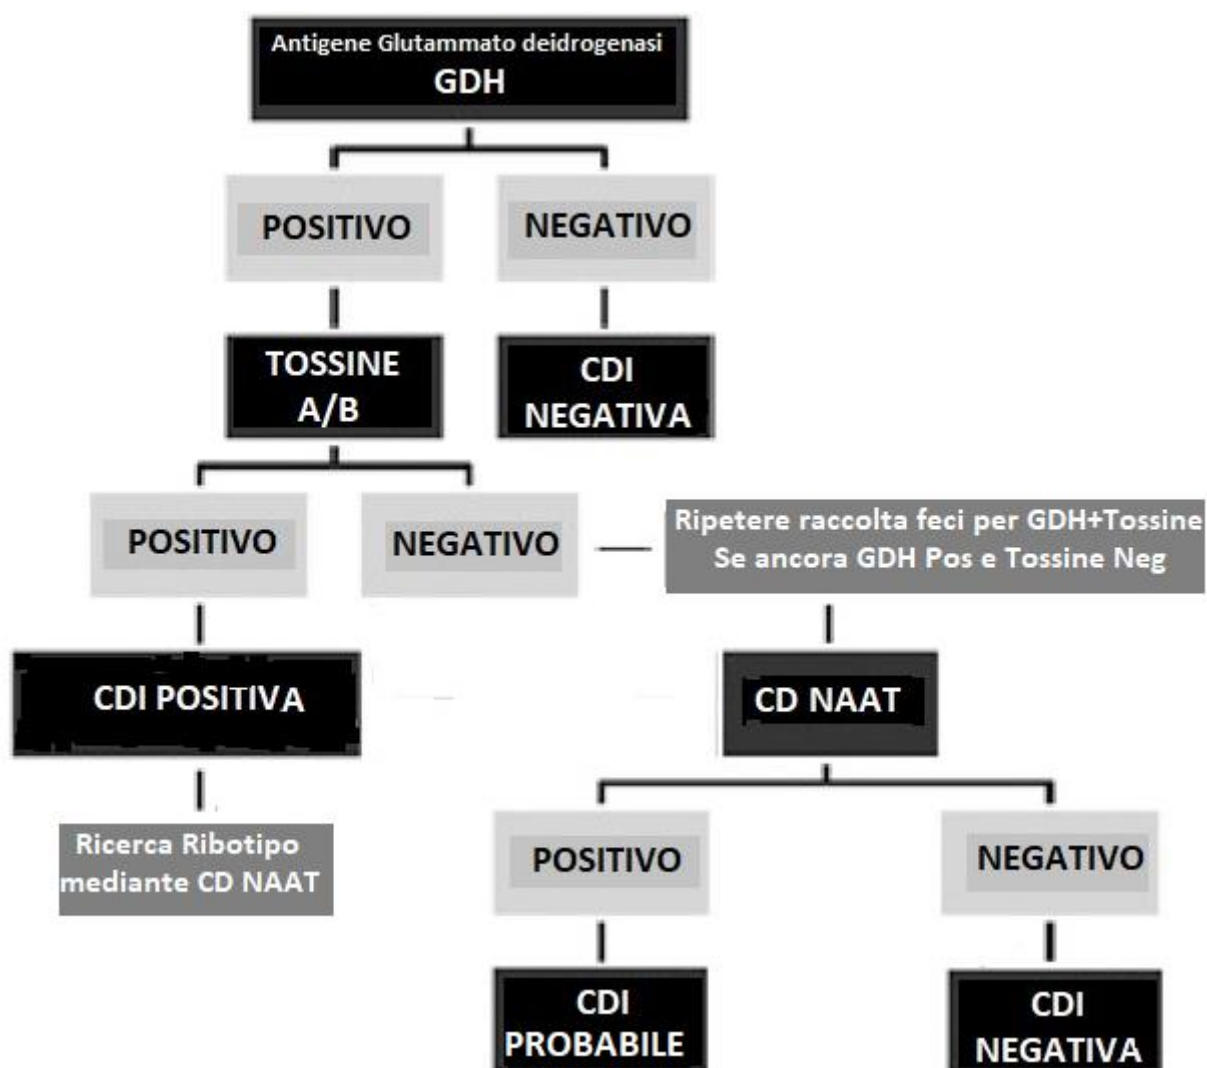 Antigene Glutammato deidrogenasi
GDH
POSITIVO
NEGATIVO
TOSSINE
A/B
CDI
NEGATIVA
POSITIVO
NEGATIVO
Ripetere raccolta feci per GDH+Tossine
Se ancora GDH Pos e Tossine Neg
CDI POSITIVA
CD NAAT
Ricerca Ribotipo
mediante CD NAAT
POSITIVO
NEGATIVO
CDI
PROBABILE
CDI
NEGATIVA